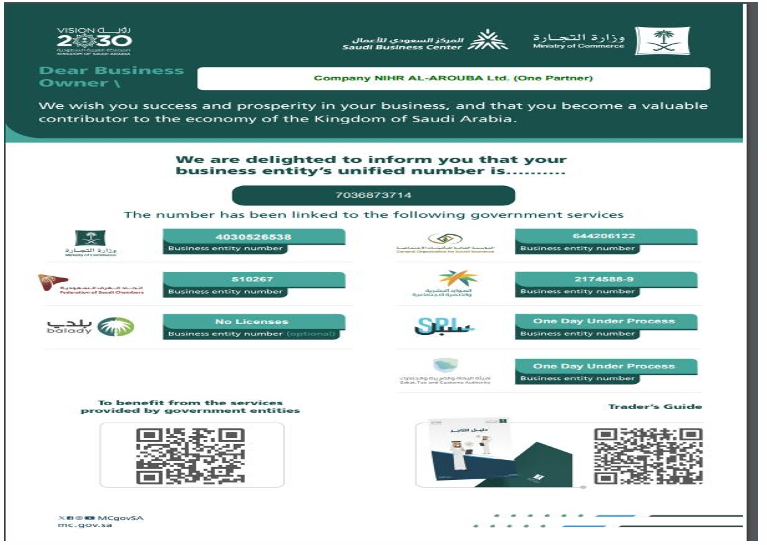 VISION رؤيـــة
2030
المملكة العربية السعودية
KINGDOM OF SAUDI ARABIA
المركز السعودي للأعمال
Saudi Business Center
وزارة التجارة
Ministry of Commerce
Dear Business
Owner \
Company NIHR AL-AROUBA Ltd. (One Partner)
We wish you success and prosperity in your business, and that you become a valuable
contributor to the economy of the Kingdom of Saudi Arabia.
We are delighted to inform you that your
business entity's unified number is..........
7036873714
The number has been linked to the following government services
وزارة التجارة
Ministry of Commerce
4030526538
Business entity number
المؤسسة العامة للتأمينات الاجتماعية
General Organization for Social Insurance
644206122
Business entity number
اتحاد الغرف السعودية
Federation of Saudi Chambers
510267
Business entity number
الموارد البشرية
والتنمية الاجتماعية
2174588-9
Business entity number
بلدي
balady
No Licenses
Business entity number (optional)
SPL
سبل
One Day Under Process
Business entity number
هيئة الزكاة والضريبة والجمارك
Zakat, Tax and Customs Authority
One Day Under Process
Business entity number
To benefit from the services
provided by government entities
Trader's Guide
دليل التاجر
MCgovSA
mc.gov.sa